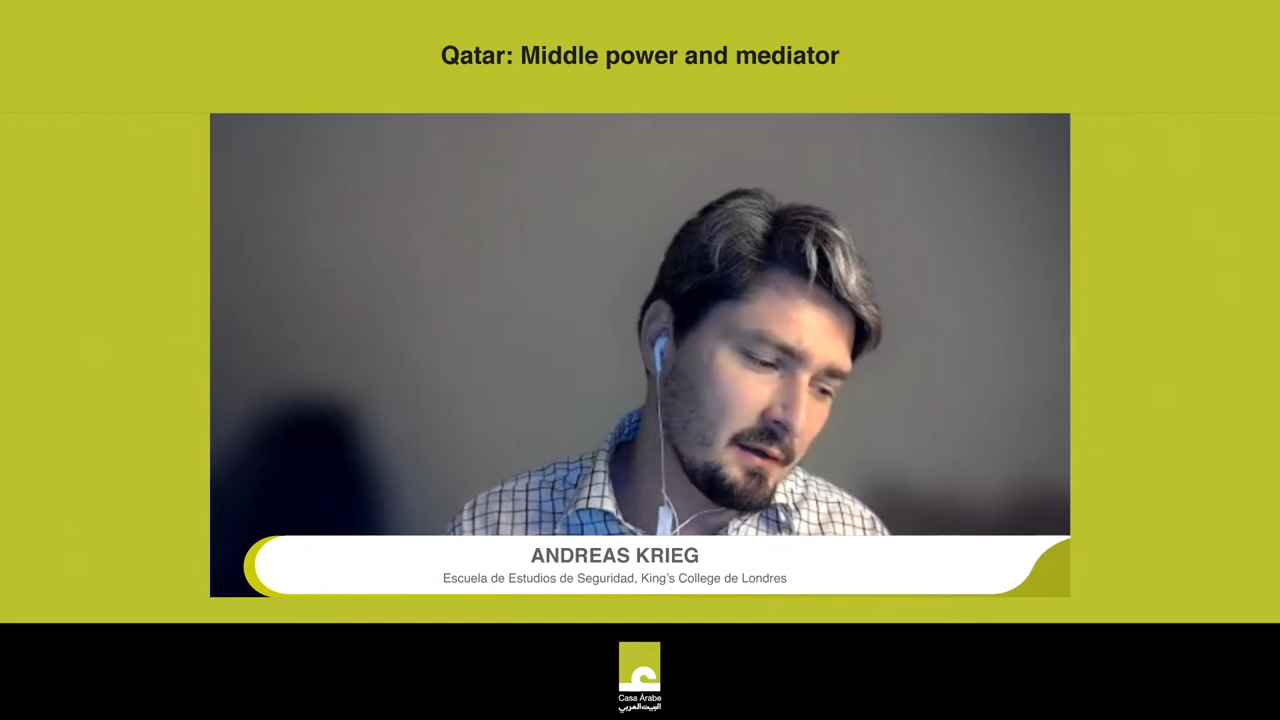 Qatar: Middle power and mediator
ANDREAS KRIEG
Escuela de Estudios de Seguridad, King's College de Londres
Casa Árabe
البيت العربي